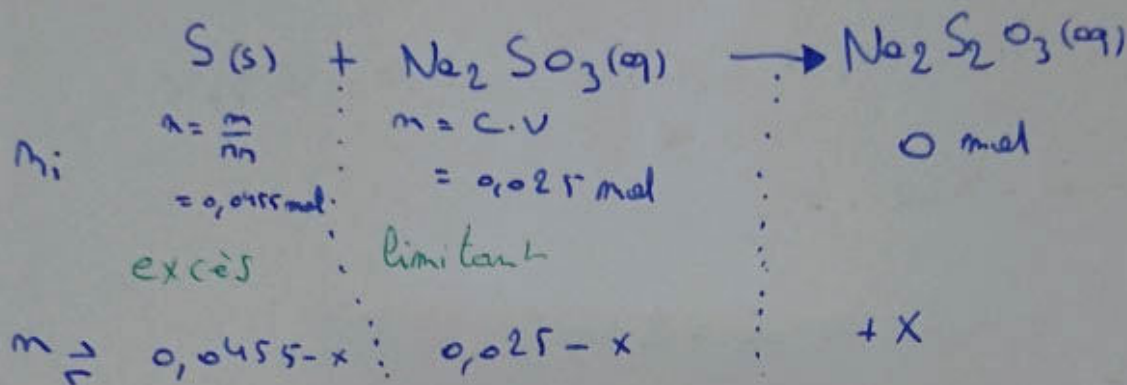 S(s) + Na₂SO₃(aq) → Na₂S₂O₃(aq)
n = m/m
n = C.V
nᵢ
= 0,0455 mol
= 0,025 mol
0 mol
excès
limitant
n⇌ 0,0455-x
0,025 - x
+ X